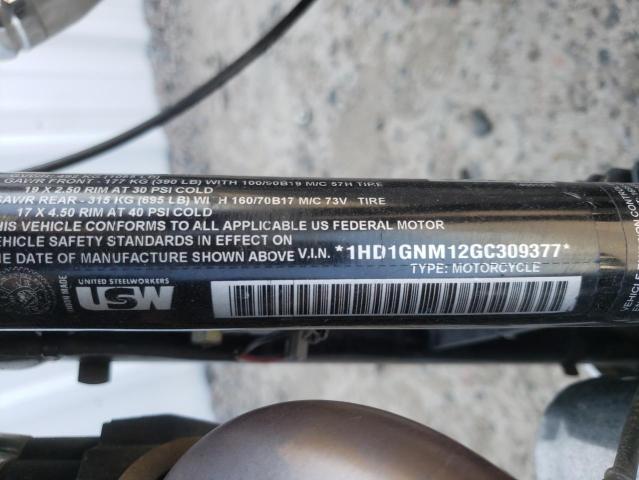 GAWR FRONT - 177 KG (390 LB) WITH 100/90B19 M/C 57H TIRE
19 X 2.50 RIM AT 30 PSI COLD
GAWR REAR - 315 KG (695 LB) WI H 160/70B17 M/C 73V TIRE
17 X 4.50 RIM AT 40 PSI COLD
THIS VEHICLE CONFORMS TO ALL APPLICABLE US FEDERAL MOTOR
VEHICLE SAFETY STANDARDS IN EFFECT ON
THE DATE OF MANUFACTURE SHOWN ABOVE V.I.N. *1HD1GNM12GC309377*
TYPE: MOTORCYCLE
UNION MADE
UNITED STEELWORKERS
USW